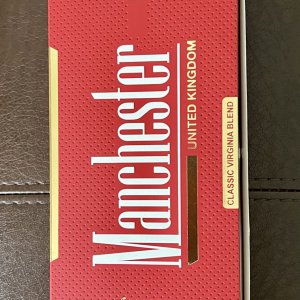 Manchester
UNITED KINGDOM
CLASSIC VIRGINIA BLEND